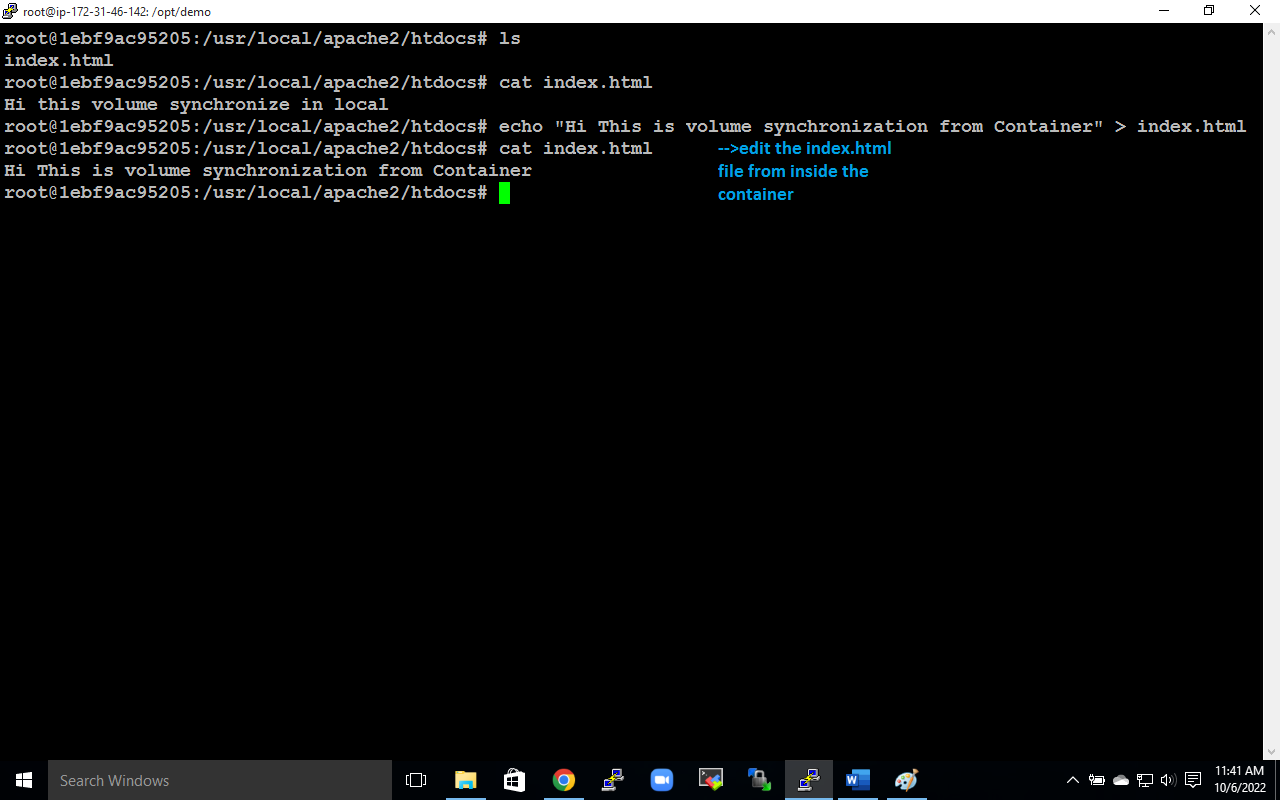 root@ip-172-31-46-142: /opt/demo
root@1ebf9ac95205:/usr/local/apache2/htdocs# ls
index.html
root@1ebf9ac95205:/usr/local/apache2/htdocs# cat index.html
Hi this volume synchronize in local
root@1ebf9ac95205:/usr/local/apache2/htdocs# echo "Hi This is volume synchronization from Container" > index.html
root@1ebf9ac95205:/usr/local/apache2/htdocs# cat index.html
-->edit the index.html
Hi This is volume synchronization from Container
file from inside the
root@1ebf9ac95205:/usr/local/apache2/htdocs#
container
Search Windows
11:41 AM
10/6/2022